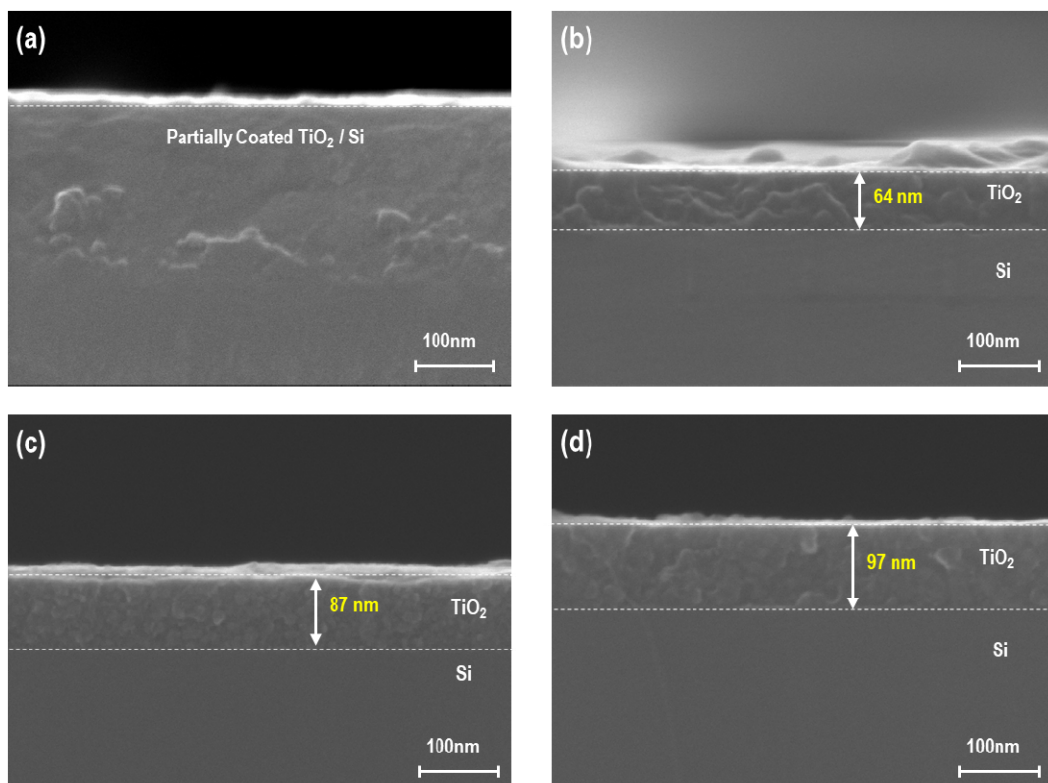 (a)
Partially Coated TiO₂ / Si
100nm
(b)
64 nm
TiO₂
Si
100nm
(c)
87 nm
TiO₂
Si
100nm
(d)
97 nm
TiO₂
Si
100nm